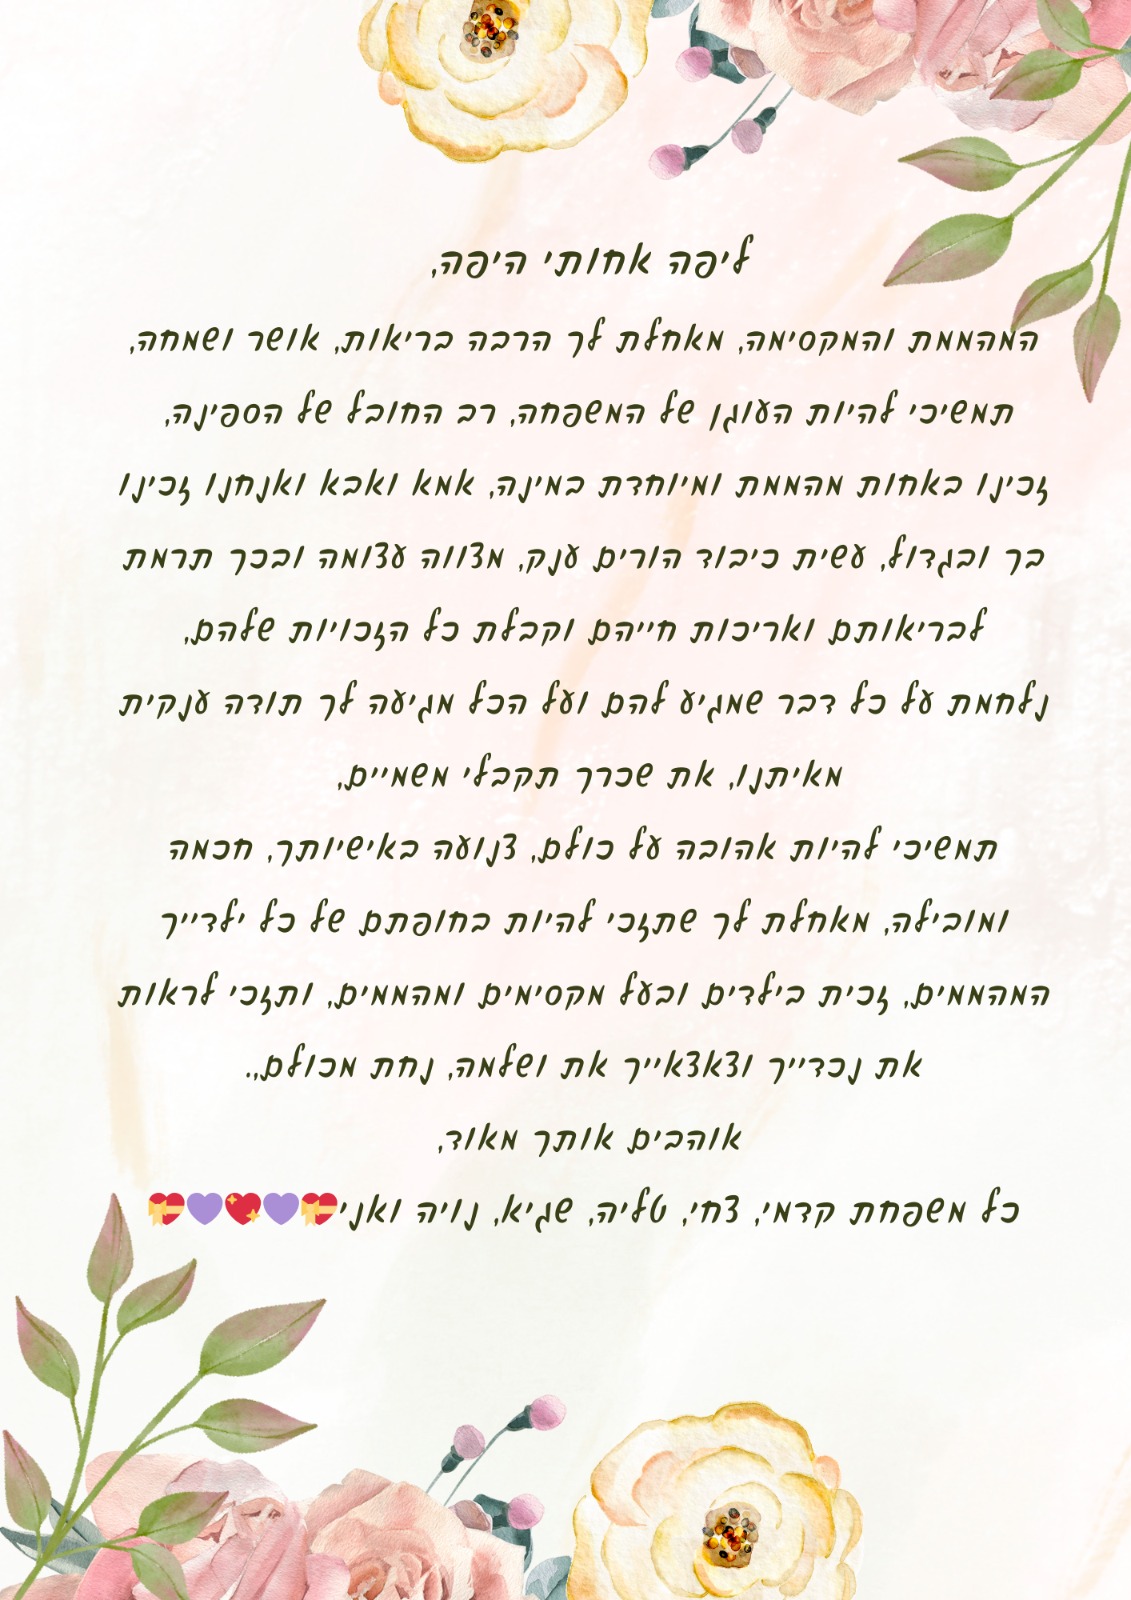 ליפה אחותי היפה,
המהממת והמקסימה, מאחלת לך הרבה בריאות, אושר ושמחה,
תמשיכי להיות העוגן של המשפחה, רב החובל של הספינה,
זכינו באחות מהממת ומיוחדת במינה, אמא ואבא ואנחנו זכינו
בך ובגדול, עשית כיבוד הורים ענק, מצווה עצומה ובכך תרמת
לבריאותם ואריכות חייהם וקבלת כל הזכויות שלהם,
נלחמת על כל דבר שמגיע להם ועל הכל מגיעה לך תודה ענקית
מאיתנו, את שכרך תקבלי משמיים,
תמשיכי להיות אהובה על כולם, צנועה באישיותך, חכמה
ומובילה, מאחלת לך שתזכי להיות בחופתם של כל ילדייך
המהממים, זכית בילדים ובעל מקסימים ומהממים, ותזכי לראות
את נכדייך וצאצאייך את ושלמה, נחת מכולם,.
אוהבים אותך מאוד,
כל משפחת קדמי, צחי, טליה, שגיא, נויה ואני💝💜💖💜💝